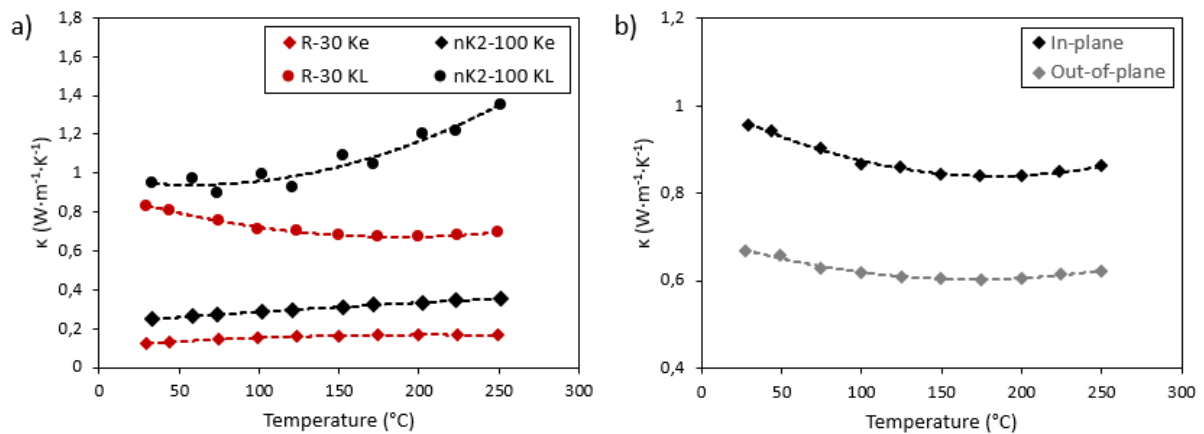 a)
κ (W·m⁻¹·K⁻¹)
1,8
1,6
1,4
1,2
1
0,8
0,6
0,4
0,2
0
R-30 Ke
nK2-100 Ke
R-30 KL
nK2-100 KL
0 50 100 150 200 250 300
Temperature (°C)
b)
κ (W·m⁻¹·K⁻¹)
1,2
1
0,8
0,6
0,4
In-plane
Out-of-plane
0 50 100 150 200 250 300
Temperature (°C)